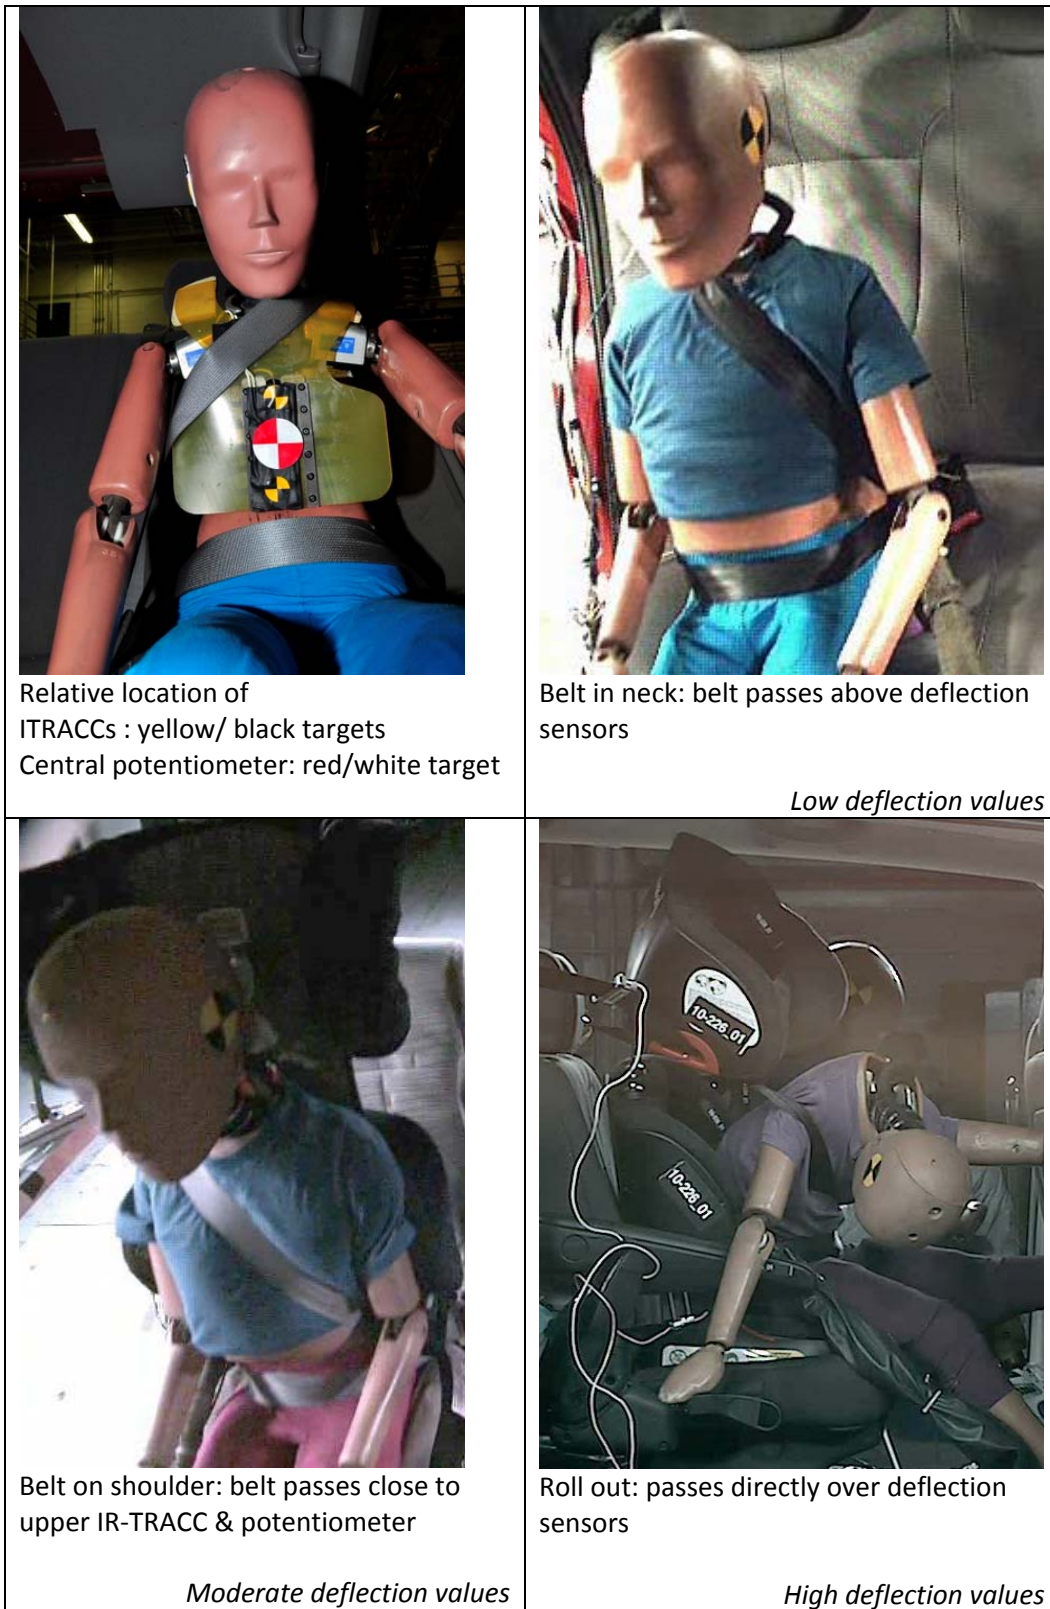 Relative location of
ITRACCs : yellow/ black targets
Central potentiometer: red/white target
Belt in neck: belt passes above deflection
sensors
Low deflection values
10-226_01
10-226_01
Belt on shoulder: belt passes close to
upper IR-TRACC & potentiometer
Moderate deflection values
Roll out: passes directly over deflection
sensors
High deflection values